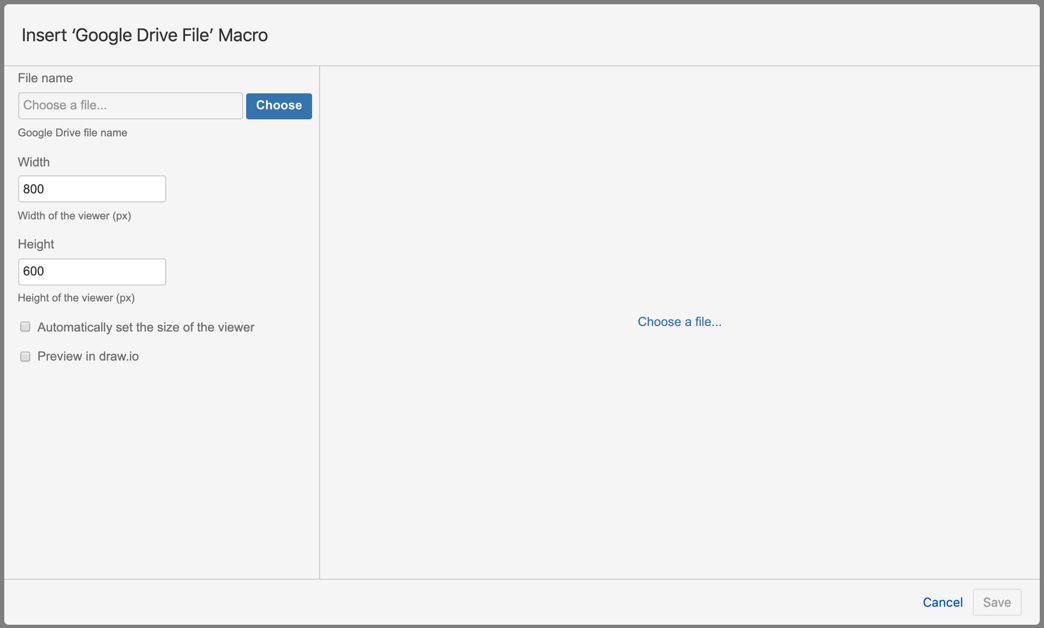 Insert ‘Google Drive File’ Macro
File name
Choose a file...
Choose
Google Drive file name
Width
800
Width of the viewer (px)
Height
600
Height of the viewer (px)
Automatically set the size of the viewer
Preview in draw.io
Choose a file...
Cancel
Save